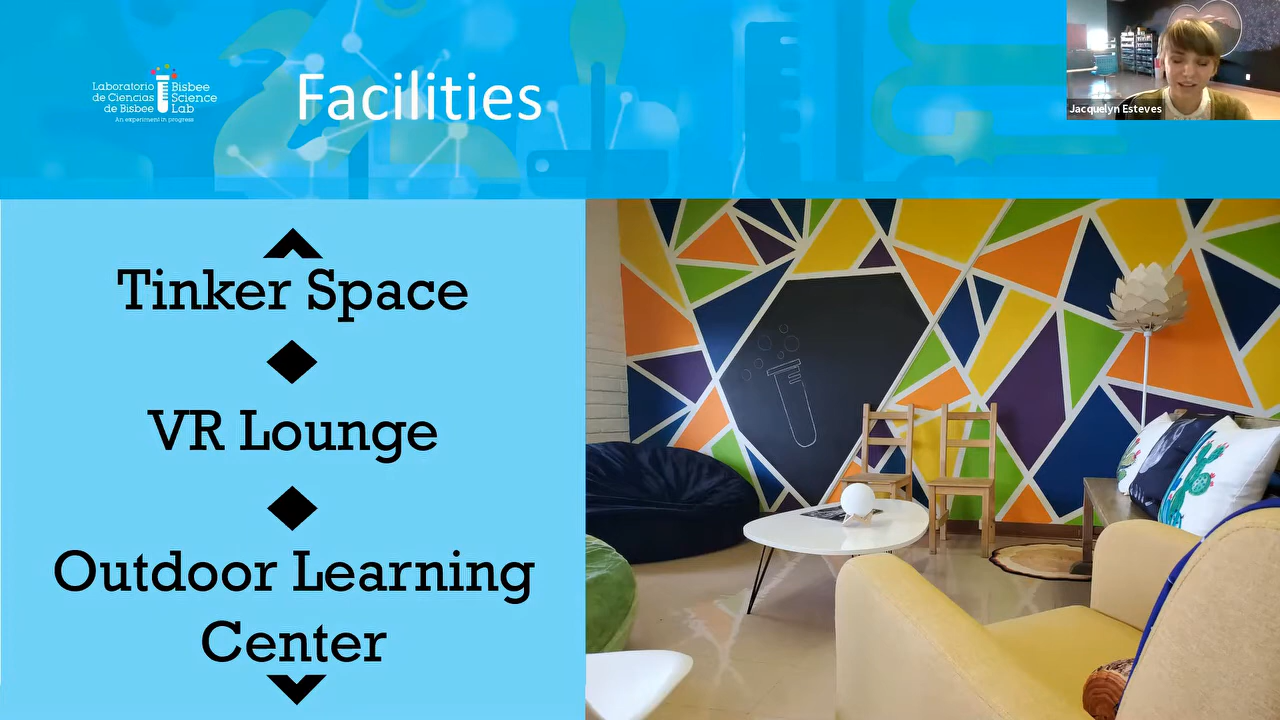 Laboratorio
de Ciencias
de Bisbee
Bisbee
Science
Lab
An experiment in progress
Facilities
Jacquelyn Esteves
Tinker Space
VR Lounge
Outdoor Learning
Center